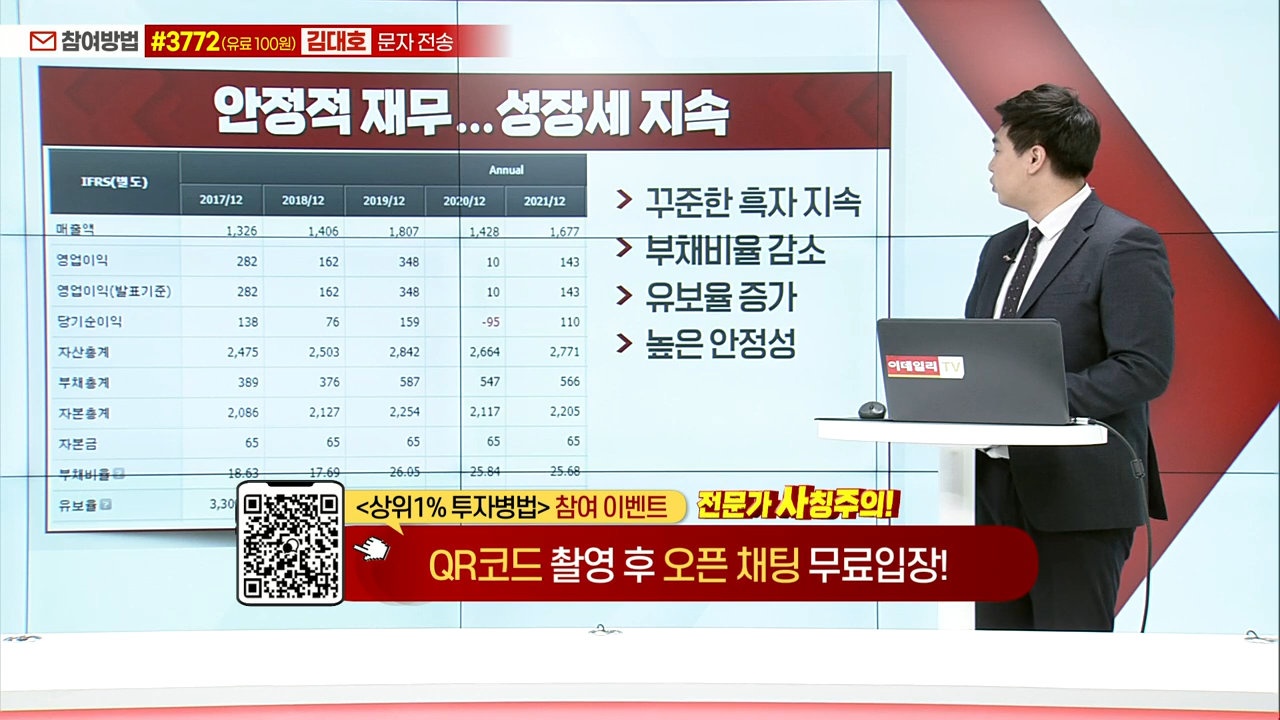 참여방법 #3772(유료 100원) 김대호 문자 전송
안정적 재무...성장세 지속
IFRS(별도) Annual
2017/12 2018/12 2019/12 2020/12 2021/12
매출액 1,326 1,406 1,807 1,428 1,677
영업이익 282 162 348 10 143
영업이익(발표기준) 282 162 348 10 143
당기순이익 138 76 159 -95 110
자산총계 2,475 2,503 2,842 2,664 2,771
부채총계 389 376 587 547 566
자본총계 2,086 2,127 2,254 2,117 2,205
자본금 65 65 65 65 65
부채비율 18.63 17.69 26.05 25.84 25.68
유보율
꾸준한 흑자 지속
부채비율 감소
유보율 증가
높은 안정성
이데일리 TV
<상위1% 투자병법> 참여 이벤트 전문가 사칭주의!
QR코드 촬영 후 오픈 채팅 무료입장!